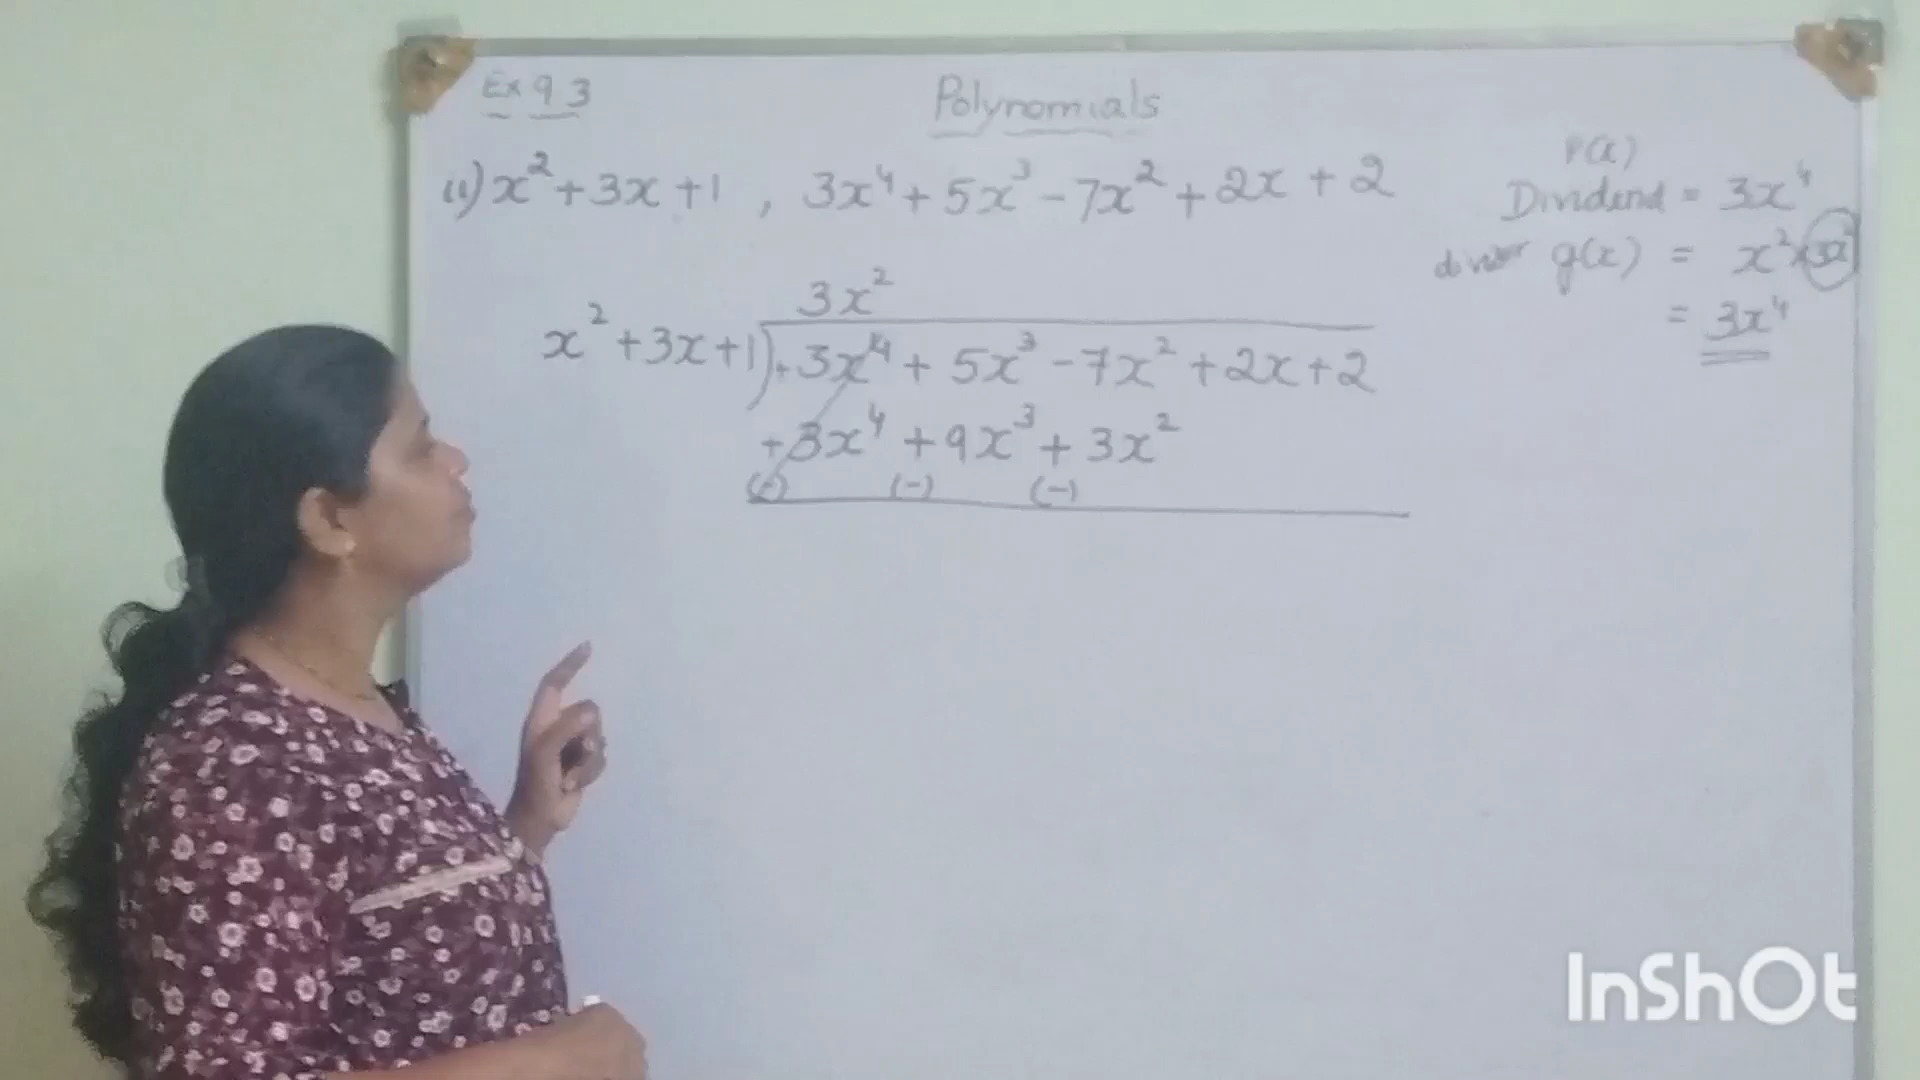 Ex 9.3
Polynomials
(ii) x² + 3x + 1 , 3x⁴ + 5x³ - 7x² + 2x + 2
P(x)
Dividend = 3x⁴
g(x) = x² × 3x²
= 3x⁴
3x²
x² + 3x + 1) + 3x⁴ + 5x³ - 7x² + 2x + 2
+ 3x⁴ + 9x³ + 3x²
(-) (-) (-)
InShOt